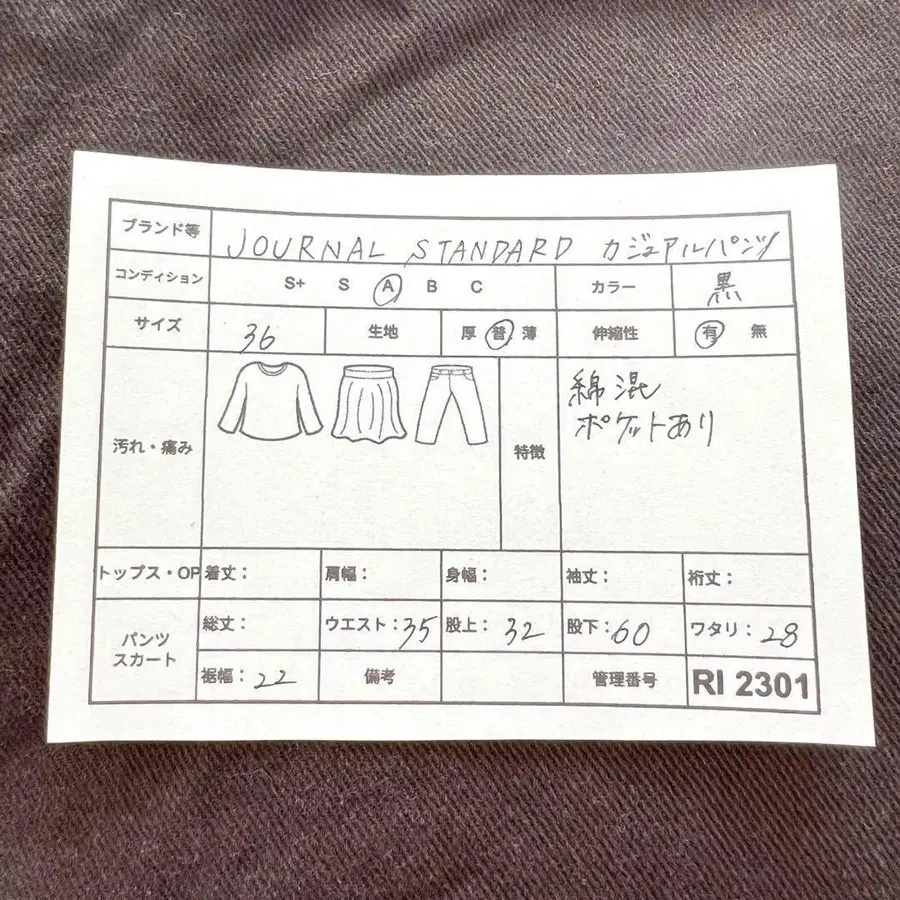 ブランド等 JOURNAL STANDARD カジュアルパンツ
コンディション S+ S A B C カラー 黒
サイズ 36 生地 厚 普 薄 伸縮性 有 無
汚れ・痛み 特徴 綿混
ポケットあり
トップス・OP 着丈: 肩幅: 身幅: 袖丈: 裄丈:
パンツ
スカート
総丈: ウエスト:35 股上:32 股下:60 ワタリ:28
裾幅:22 備考 管理番号 RI 2301